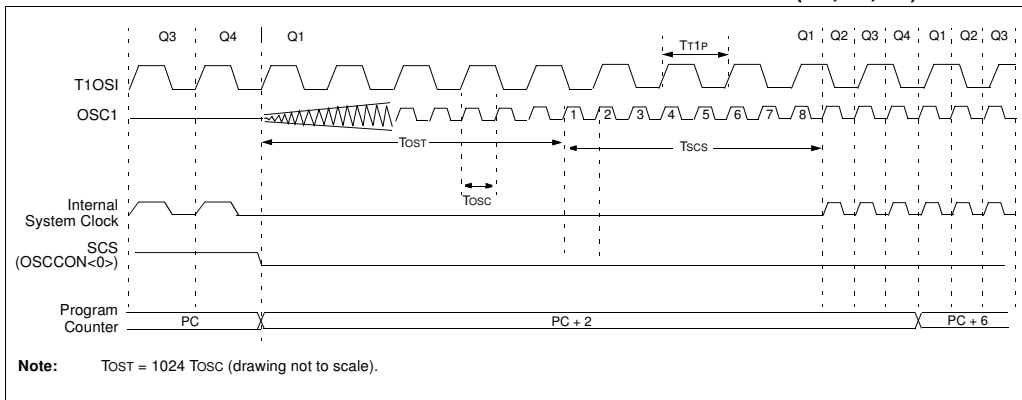 Q3 Q4 Q1 Q1 Q2 Q3 Q4 Q1 Q2 Q3
TT1P
T1OSI
OSC1
1 2 3 4 5 6 7 8
TOST
TSCS
TOSC
Internal
System Clock
SCS
(OSCCON<0>)
Program
Counter
PC PC + 2 PC + 6
Note: TOST = 1024 TOSC (drawing not to scale).